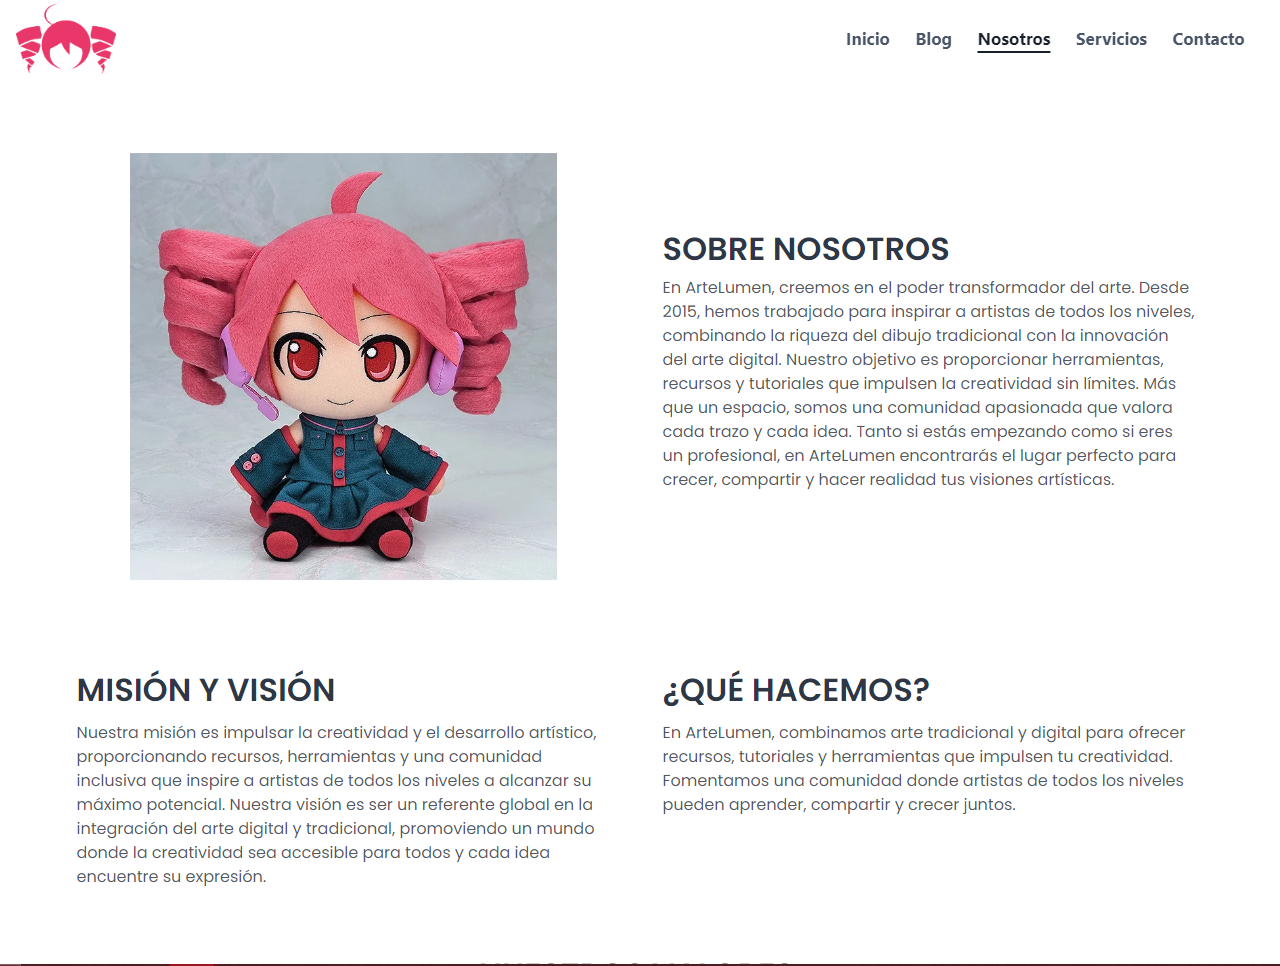 Inicio Blog Nosotros Servicios Contacto
SOBRE NOSOTROS
En ArteLumen, creemos en el poder transformador del arte. Desde
2015, hemos trabajado para inspirar a artistas de todos los niveles,
combinando la riqueza del dibujo tradicional con la innovación
del arte digital. Nuestro objetivo es proporcionar herramientas,
recursos y tutoriales que impulsen la creatividad sin límites. Más
que un espacio, somos una comunidad apasionada que valora
cada trazo y cada idea. Tanto si estás empezando como si eres
un profesional, en ArteLumen encontrarás el lugar perfecto para
crecer, compartir y hacer realidad tus visiones artísticas.
MISIÓN Y VISIÓN
Nuestra misión es impulsar la creatividad y el desarrollo artístico,
proporcionando recursos, herramientas y una comunidad
inclusiva que inspire a artistas de todos los niveles a alcanzar su
máximo potencial. Nuestra visión es ser un referente global en la
integración del arte digital y tradicional, promoviendo un mundo
donde la creatividad sea accesible para todos y cada idea
encuentre su expresión.
¿QUÉ HACEMOS?
En ArteLumen, combinamos arte tradicional y digital para ofrecer
recursos, tutoriales y herramientas que impulsen tu creatividad.
Fomentamos una comunidad donde artistas de todos los niveles
pueden aprender, compartir y crecer juntos.